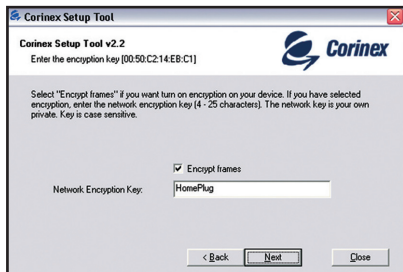 Corinex Setup Tool
Corinex Setup Tool v2.2
Enter the encryption key [00:50:C2:14:EB:C1]
Corinex
Select "Encrypt frames" if you want turn on encryption on your device. If you have selected
encryption, enter the network encryption key (4 - 25 characters). The network key is your own
private. Key is case sensitive.
Encrypt frames
Network Encryption Key:
HomePlug
< Back
Next
Close